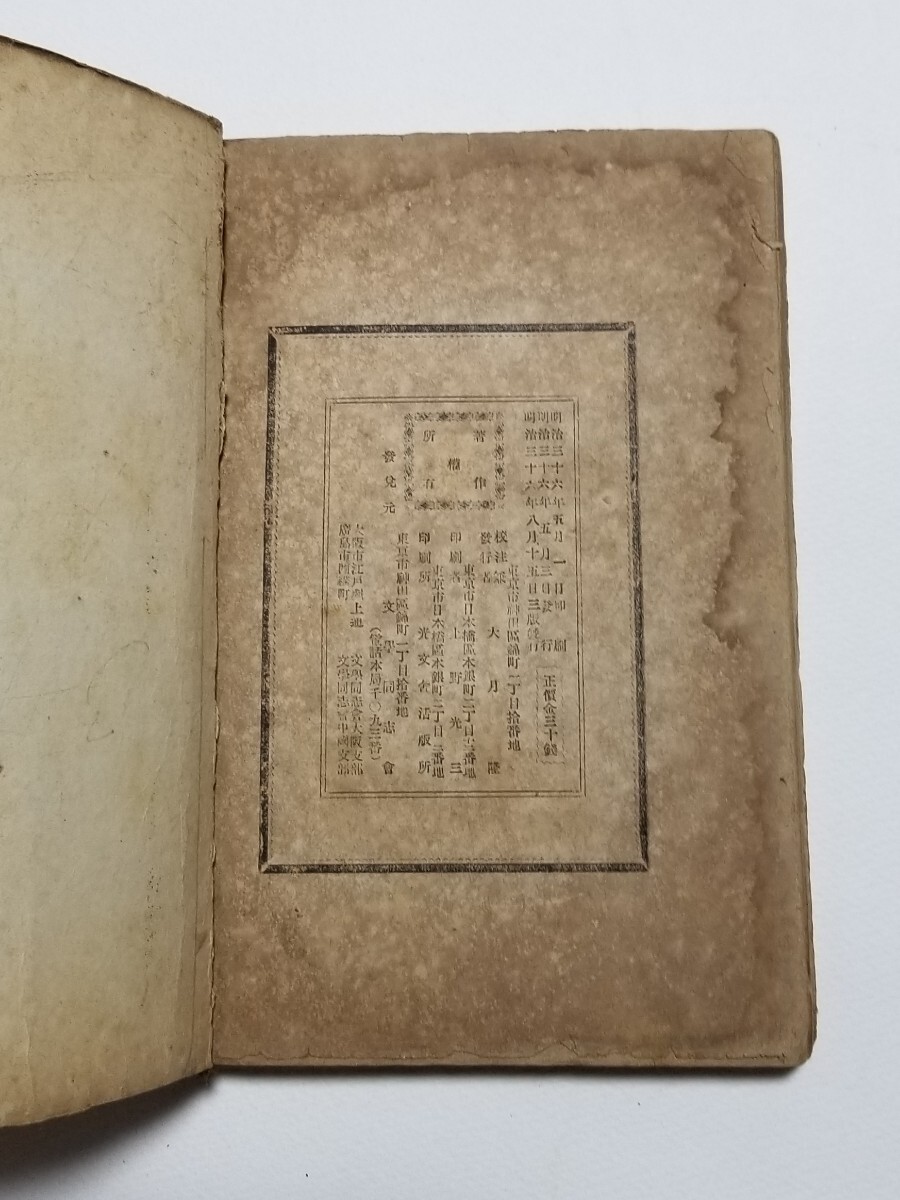 明治三十六年五月一日印刷
明治三十六年五月三日發行
明治三十六年八月十五日三版發行
正價金三十錢
著作
權
所有
東京市神田區錦町二丁目拾番地
校注兼
發行者 大月隆
東京市日本橋區本銀町二丁目三番地
印刷者 上野光三
東京市日本橋區本銀町二丁目三番地
印刷所 光文舍活版所
東京市神田區錦町二丁目拾番地
發兌元 文學同志會
(電話本局千〇九三番)
大阪市江戸堀上通 文學同志會大阪支部
廣島市 文學同志會中國支部